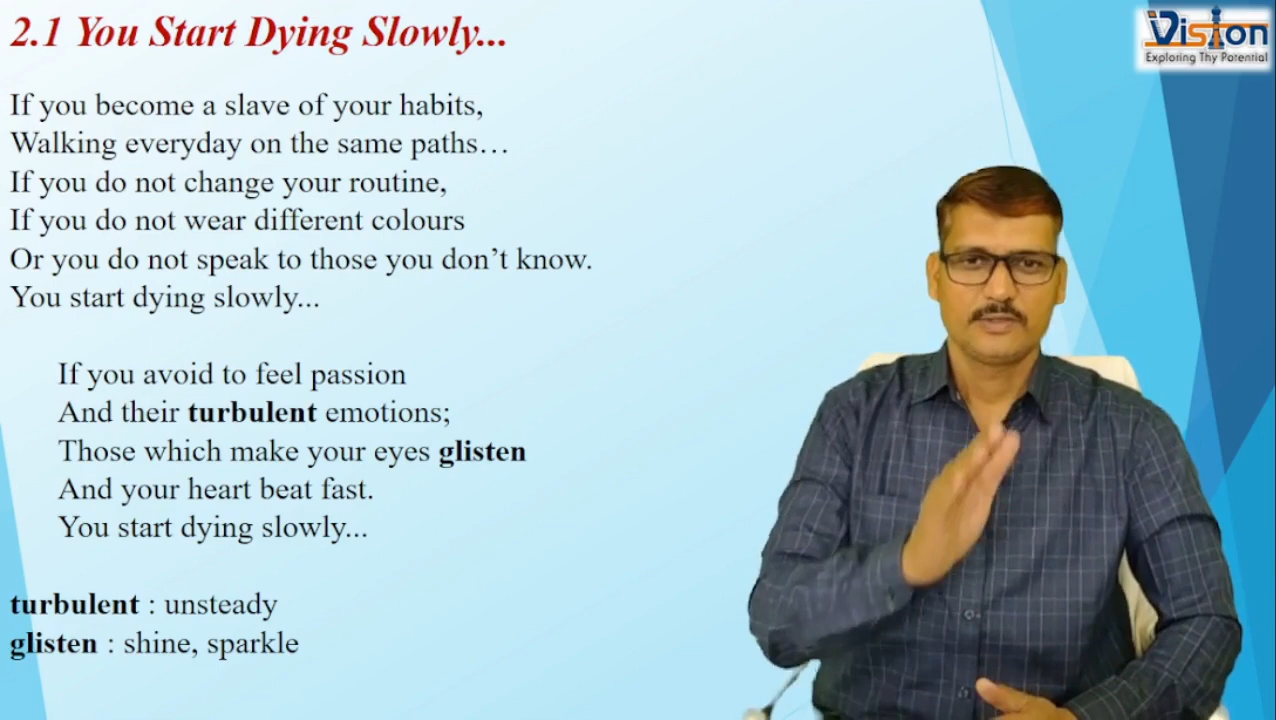 2.1 You Start Dying Slowly...
If you become a slave of your habits,
Walking everyday on the same paths…
If you do not change your routine,
If you do not wear different colours
Or you do not speak to those you don’t know.
You start dying slowly...
If you avoid to feel passion
And their turbulent emotions;
Those which make your eyes glisten
And your heart beat fast.
You start dying slowly...
turbulent : unsteady
glisten : shine, sparkle
Vision
Exploring Thy Potential